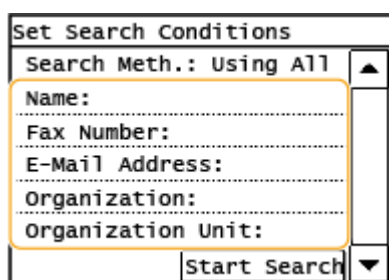 Set Search Conditions
Search Meth.: Using All
Name:
Fax Number:
E-Mail Address:
Organization:
Organization Unit:
Start Search